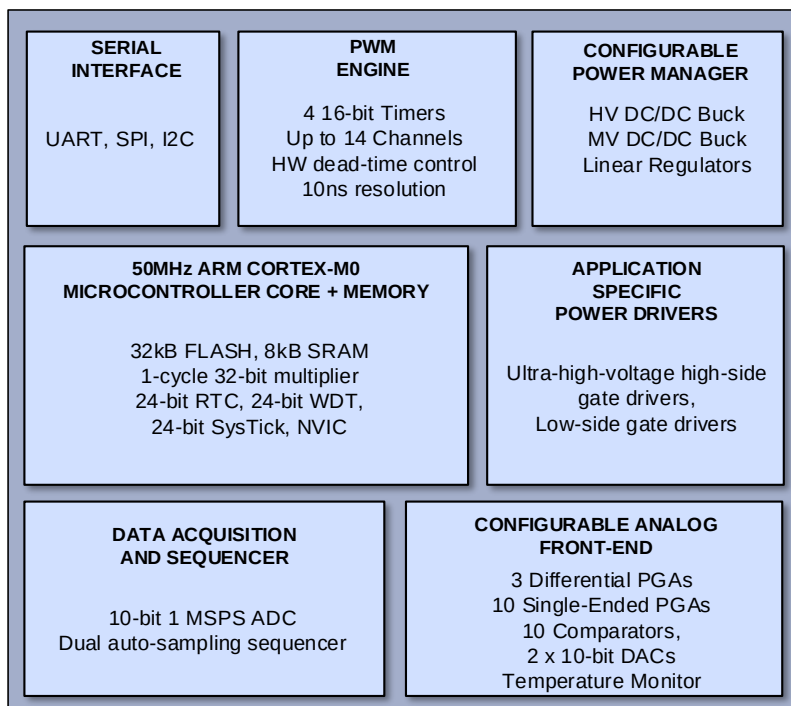 SERIAL
INTERFACE
UART, SPI, I2C
PWM
ENGINE
4 16-bit Timers
Up to 14 Channels
HW dead-time control
10ns resolution
CONFIGURABLE
POWER MANAGER
HV DC/DC Buck
MV DC/DC Buck
Linear Regulators
50MHz ARM CORTEX-M0
MICROCONTROLLER CORE + MEMORY
32kB FLASH, 8kB SRAM
1-cycle 32-bit multiplier
24-bit RTC, 24-bit WDT,
24-bit SysTick, NVIC
APPLICATION
SPECIFIC
POWER DRIVERS
Ultra-high-voltage high-side
gate drivers,
Low-side gate drivers
DATA ACQUISITION
AND SEQUENCER
10-bit 1 MSPS ADC
Dual auto-sampling sequencer
CONFIGURABLE ANALOG
FRONT-END
3 Differential PGAs
10 Single-Ended PGAs
10 Comparators,
2 x 10-bit DACs
Temperature Monitor